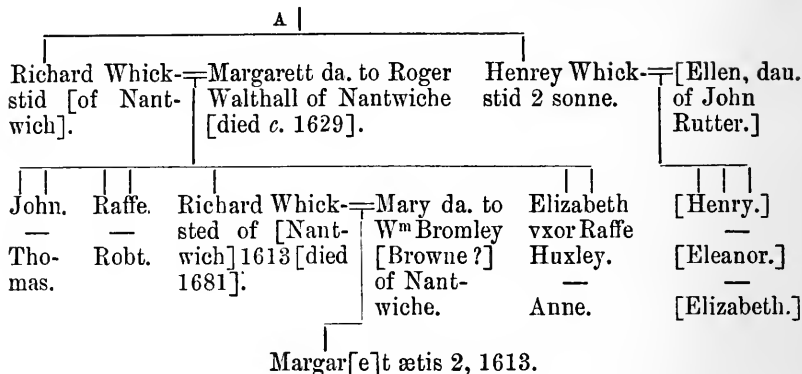 A
Richard Whick-
stid [of Nant-
wich].
Margarett da. to Roger
Walthall of Nantwiche
[died c. 1629].
Henrey Whick-
stid 2 sonne.
[Ellen, dau.
of John
Rutter.]
John.
—
Tho-
mas.
Raffe.
—
Robt.
Richard Whick-
sted of [Nant-
wich] 1613 [died
1681].
Mary da. to
Wm Bromley
[Browne ?]
of Nant-
wiche.
Elizabeth
vxor Raffe
Huxley.
—
Anne.
[Henry.]
—
[Eleanor.]
—
[Elizabeth.]
Margar[e]t ætis 2, 1613.